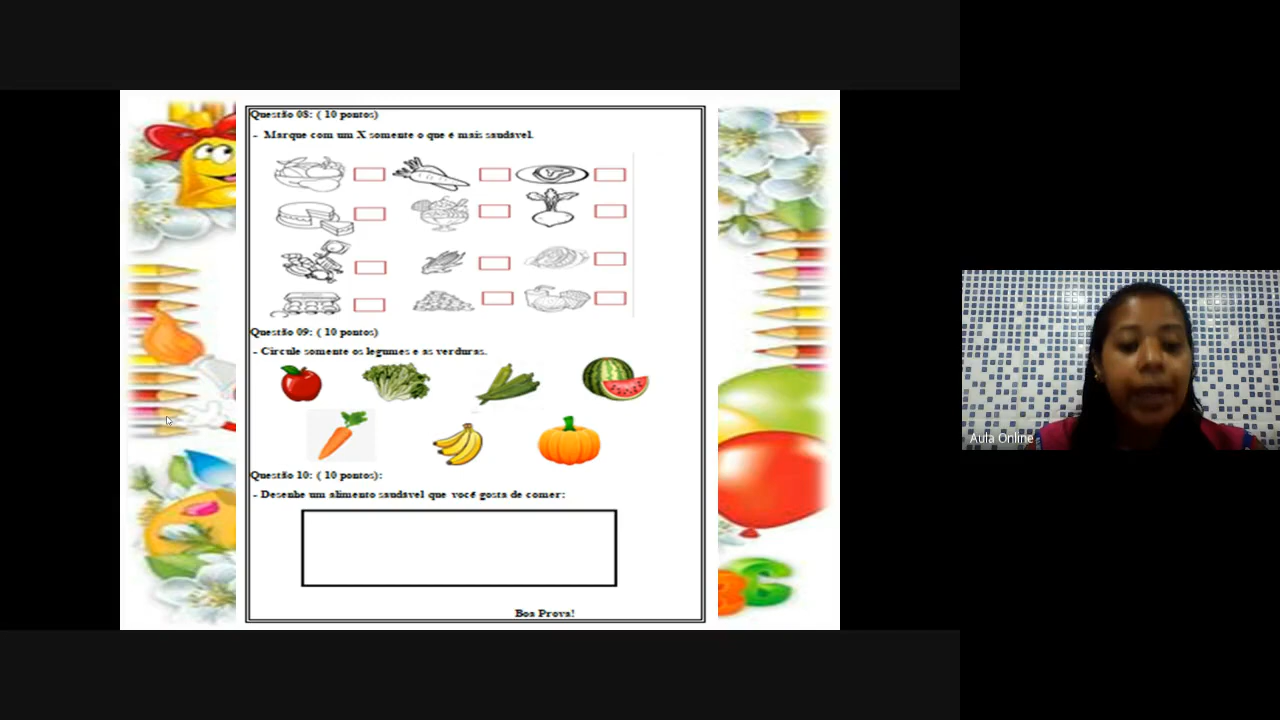 Questão 08: ( 10 pontos)
- Marque com um X somente o que é mais saudável.
Questão 09: ( 10 pontos)
- Circule somente os legumes e as verduras.
Questão 10: ( 10 pontos):
- Desenhe um alimento saudável que você gosta de comer:
Boa Prova!
Aula Online